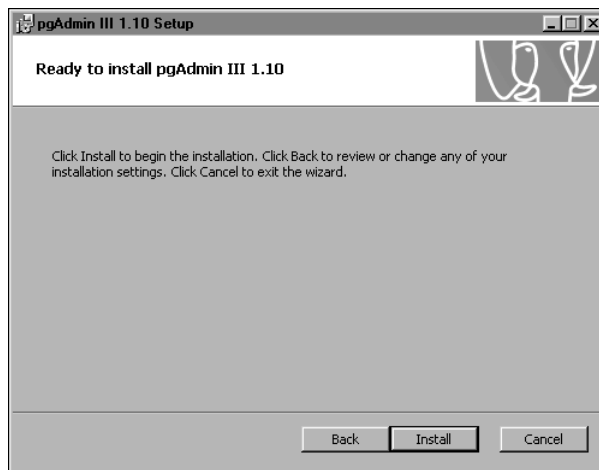 pgAdmin III 1.10 Setup
Ready to install pgAdmin III 1.10
Click Install to begin the installation. Click Back to review or change any of your
installation settings. Click Cancel to exit the wizard.
Back
Install
Cancel